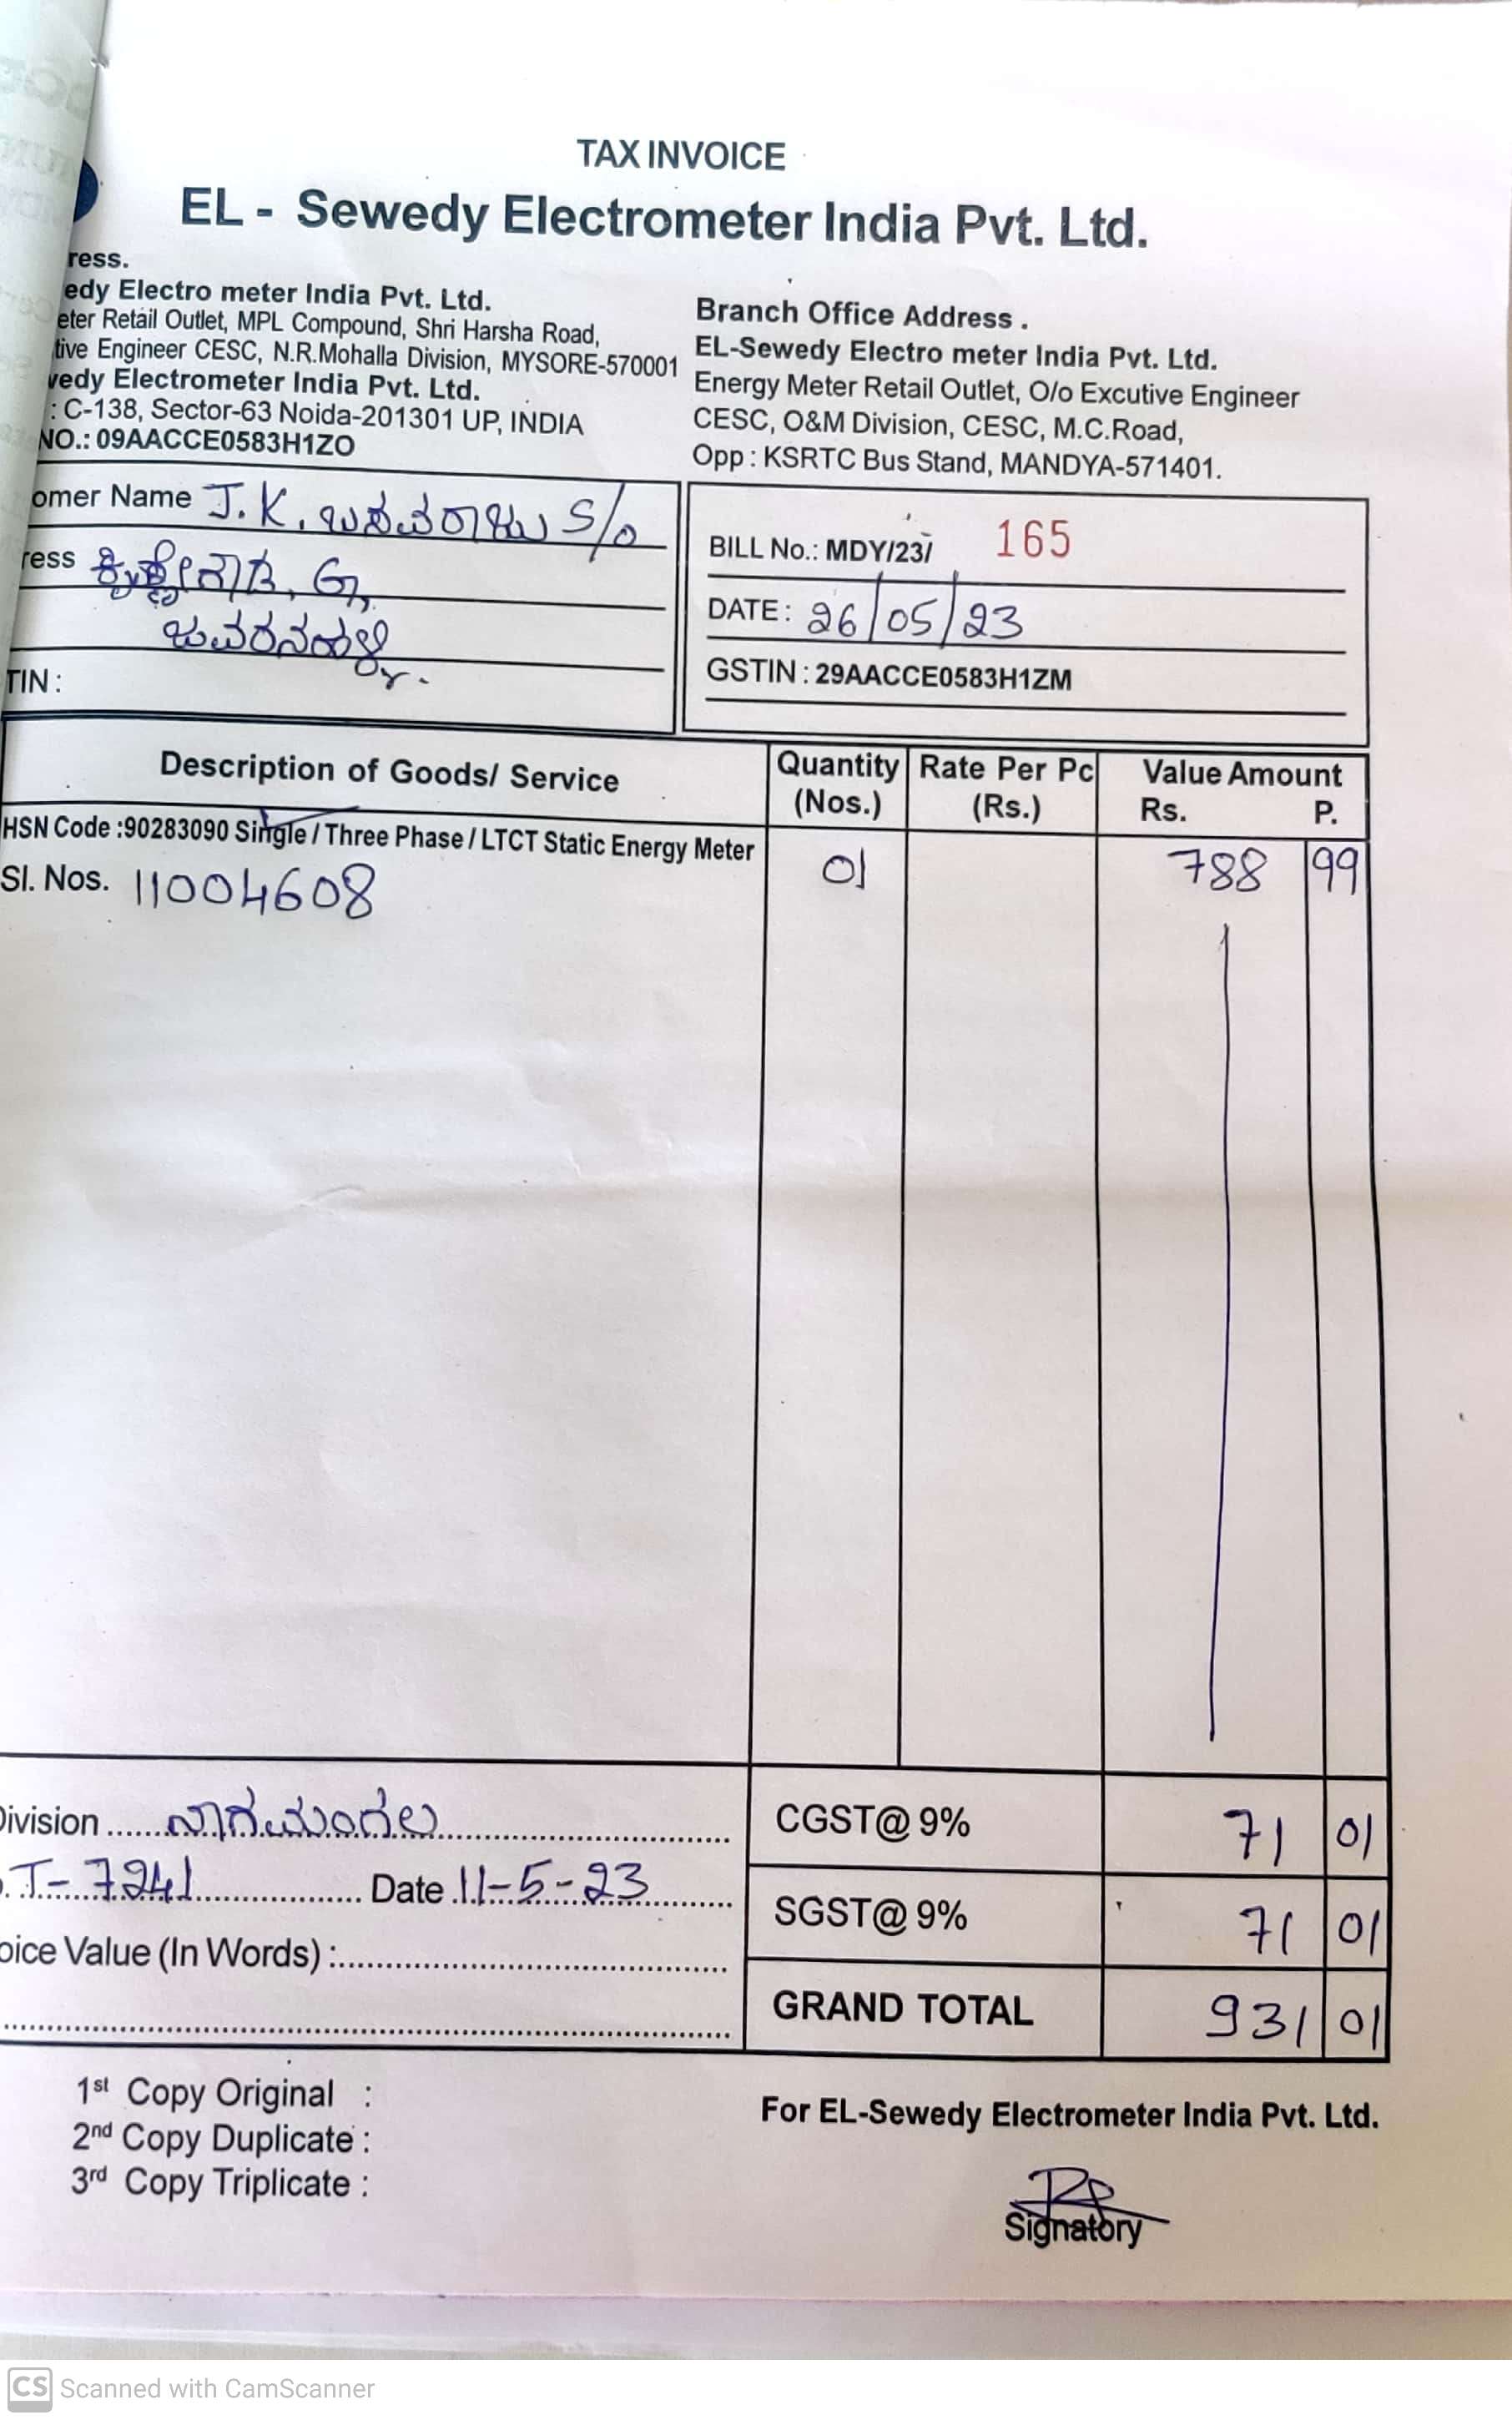 TAX INVOICE
EL - Sewedy Electrometer India Pvt. Ltd.
ress.
edy Electro meter India Pvt. Ltd.
eter Retail Outlet, MPL Compound, Shri Harsha Road,
tive Engineer CESC, N.R.Mohalla Division, MYSORE-570001
vedy Electrometer India Pvt. Ltd.
: C-138, Sector-63 Noida-201301 UP, INDIA
NO.: 09AACCE0583H1ZO
Branch Office Address .
EL-Sewedy Electro meter India Pvt. Ltd.
Energy Meter Retail Outlet, O/o Excutive Engineer
CESC, O&M Division, CESC, M.C.Road,
Opp : KSRTC Bus Stand, MANDYA-571401.
omer Name J.K. ಬಸವರಾಜು S/o
ress G,
ಜುವರನಹಳ್ಳಿ.
TIN :
BILL No.: MDY/23/ 165
DATE: 26/05/23
GSTIN : 29AACCE0583H1ZM
Description of Goods/ Service Quantity (Nos.) Rate Per Pc (Rs.) Value Amount Rs. P.
HSN Code :90283090 Single / Three Phase / LTCT Static Energy Meter 01 788 99
Sl. Nos. 11004608
Division ನಾಗಮಂಗಲ
T-7241 Date 11-5-23
oice Value (In Words) :
CGST@ 9% 71 01
SGST@ 9% 71 01
GRAND TOTAL 931 01
1st Copy Original :
2nd Copy Duplicate :
3rd Copy Triplicate :
For EL-Sewedy Electrometer India Pvt. Ltd.
Signatory
CS Scanned with CamScanner